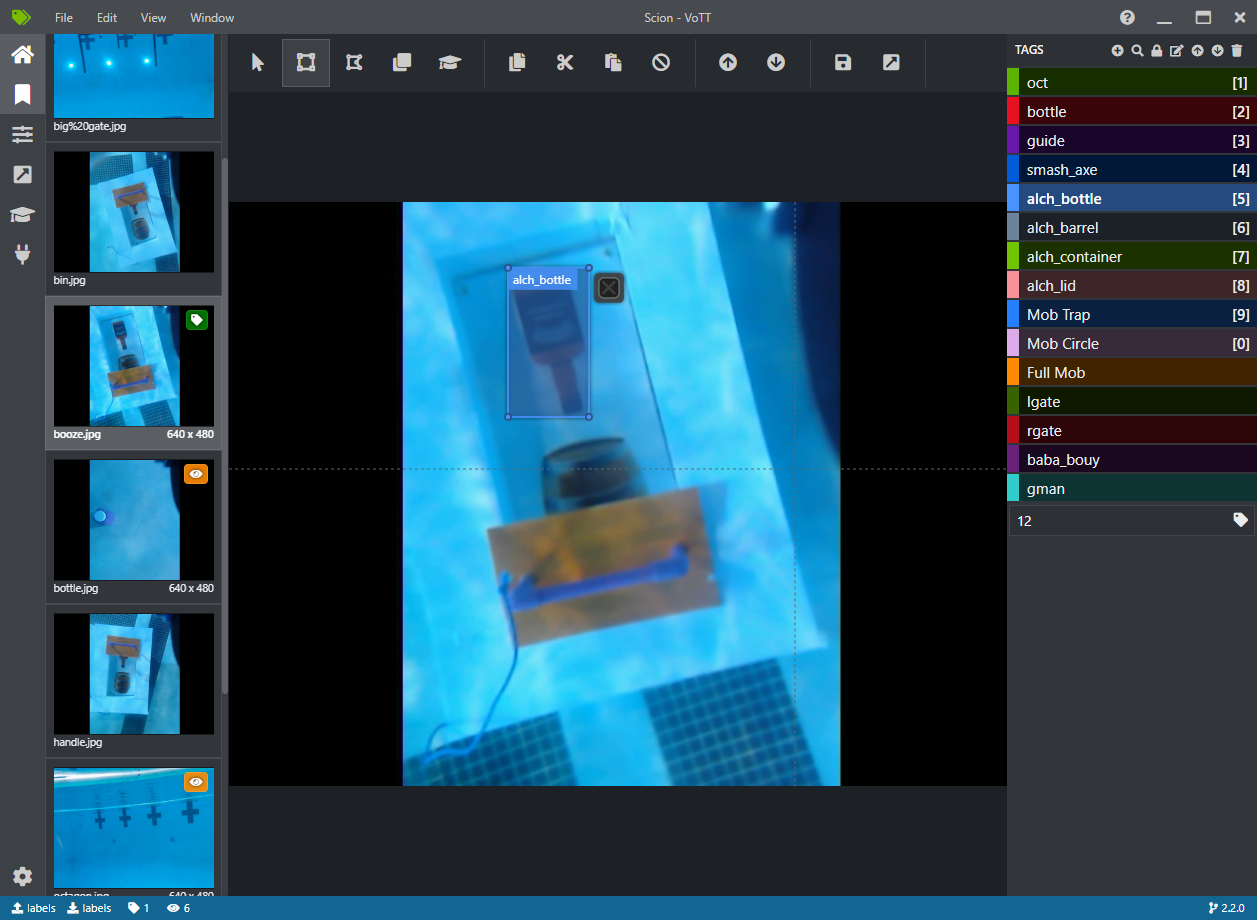 File Edit View Window
Scion - VoTT
big%20gate.jpg
bin.jpg
booze.jpg 640 x 480
bottle.jpg 640 x 480
handle.jpg
octagon.jpg 640 x 480
alch_bottle
TAGS
oct [1]
bottle [2]
guide [3]
smash_axe [4]
alch_bottle [5]
alch_barrel [6]
alch_container [7]
alch_lid [8]
Mob Trap [9]
Mob Circle [0]
Full Mob
lgate
rgate
baba_bouy
gman
12
labels labels 1 6
2.2.0